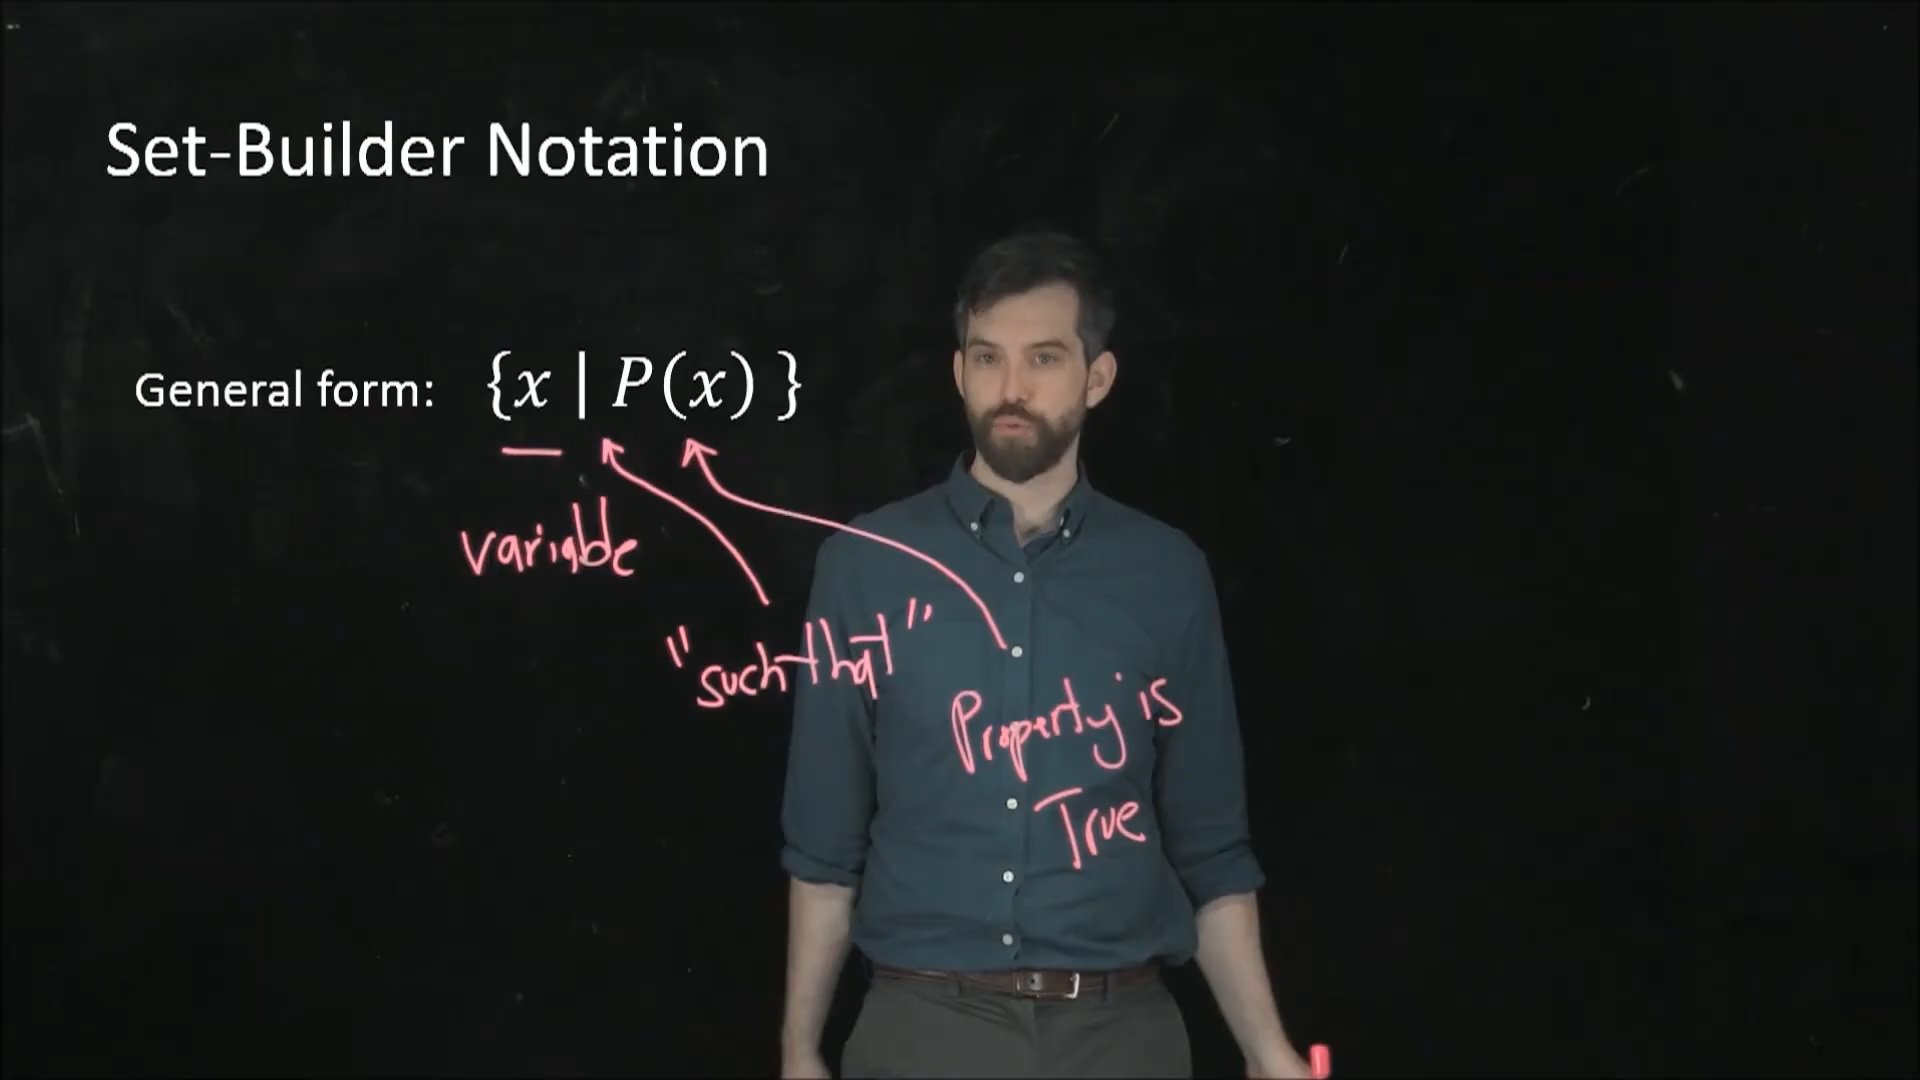 Set-Builder Notation
General form: {x | P(x) }
variable
"such that"
Property is
True